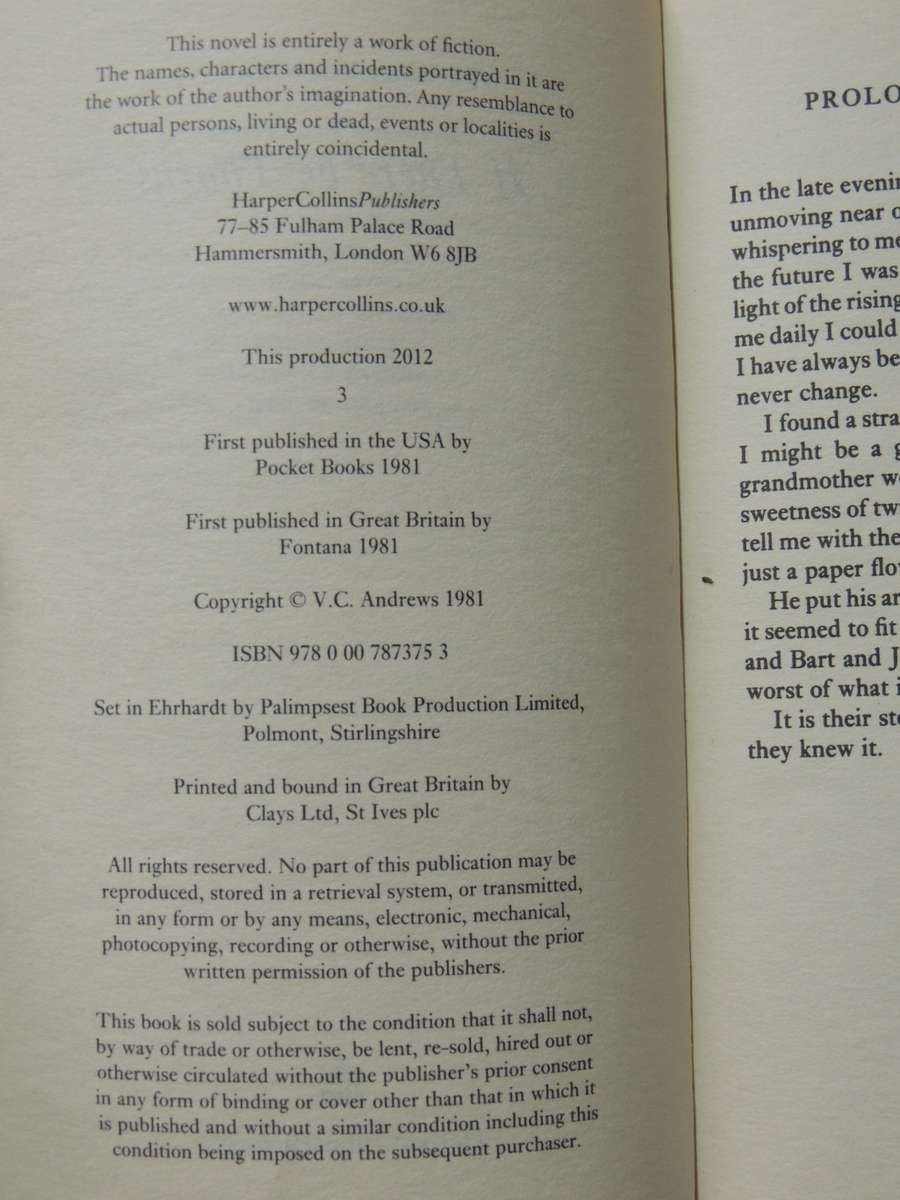 This novel is entirely a work of fiction.
The names, characters and incidents portrayed in it are
the work of the author's imagination. Any resemblance to
actual persons, living or dead, events or localities is
entirely coincidental.
HarperCollinsPublishers
77–85 Fulham Palace Road
Hammersmith, London W6 8JB
www.harpercollins.co.uk
This production 2012
3
First published in the USA by
Pocket Books 1981
First published in Great Britain by
Fontana 1981
Copyright © V.C. Andrews 1981
ISBN 978 0 00 787375 3
Set in Ehrhardt by Palimpsest Book Production Limited,
Polmont, Stirlingshire
Printed and bound in Great Britain by
Clays Ltd, St Ives plc
All rights reserved. No part of this publication may be
reproduced, stored in a retrieval system, or transmitted,
in any form or by any means, electronic, mechanical,
photocopying, recording or otherwise, without the prior
written permission of the publishers.
This book is sold subject to the condition that it shall not,
by way of trade or otherwise, be lent, re-sold, hired out or
otherwise circulated without the publisher's prior consent
in any form of binding or cover other than that in which it
is published and without a similar condition including this
condition being imposed on the subsequent purchaser.
PROLO
In the late evenin
unmoving near o
whispering to me
the future I was
light of the rising
me daily I could
I have always be
never change.
I found a stra
I might be a g
grandmother wo
sweetness of tw
tell me with the
just a paper flo
He put his ar
it seemed to fit
and Bart and J
worst of what i
It is their sto
they knew it.